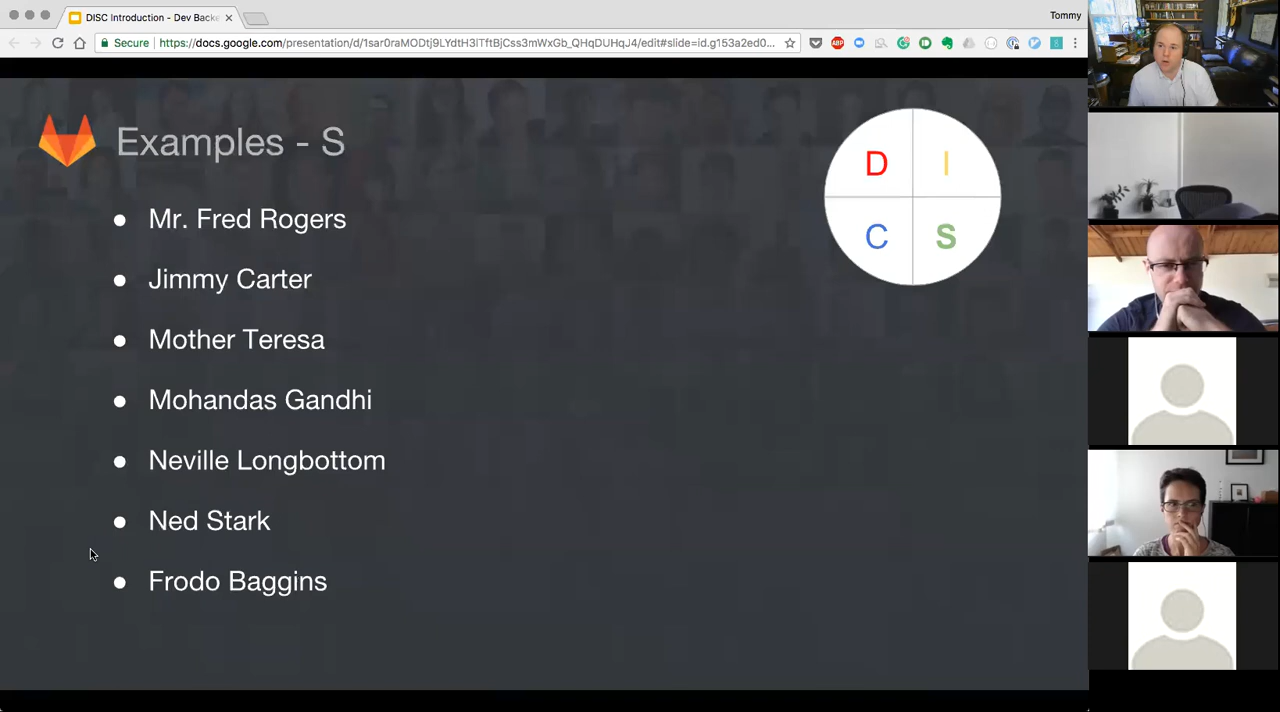 DISC Introduction - Dev Backe
Tommy
Secure
https://docs.google.com/presentation/d/1sar0raMODtj9LYdtH3lTftBjCss3mWxGb_QHqDUHqJ4/edit#slide=id.g153a2ed0...
ABP
Examples - S
D I
C S
● Mr. Fred Rogers
● Jimmy Carter
● Mother Teresa
● Mohandas Gandhi
● Neville Longbottom
● Ned Stark
● Frodo Baggins